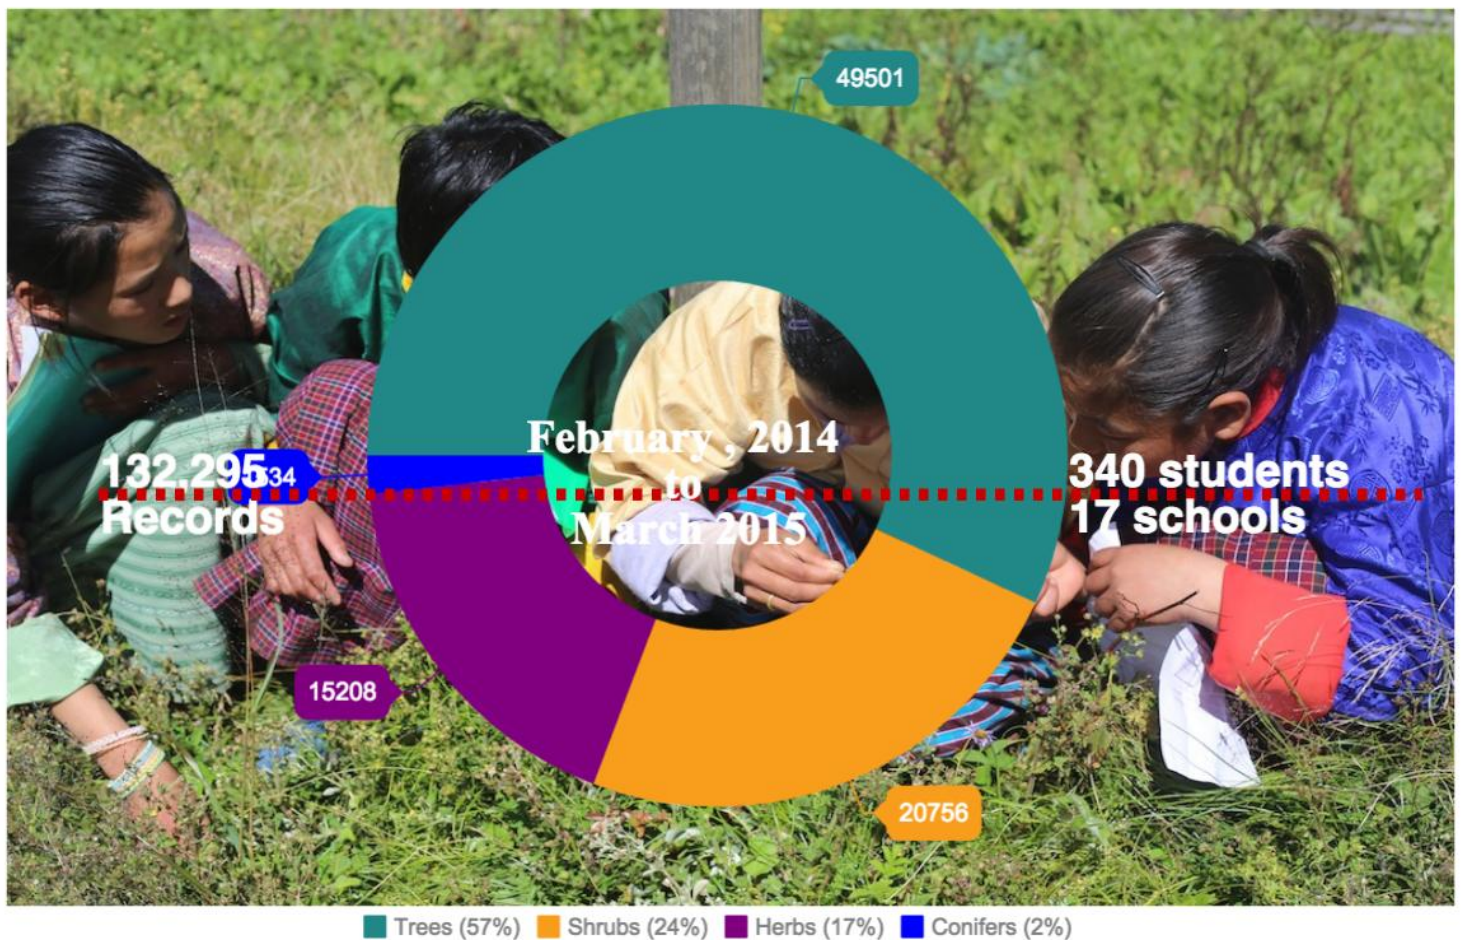 49501
February , 2014
to
March 2015
132,295
Records
340 students
17 schools
15208
20756
Trees (57%) Shrubs (24%) Herbs (17%) Conifers (2%)